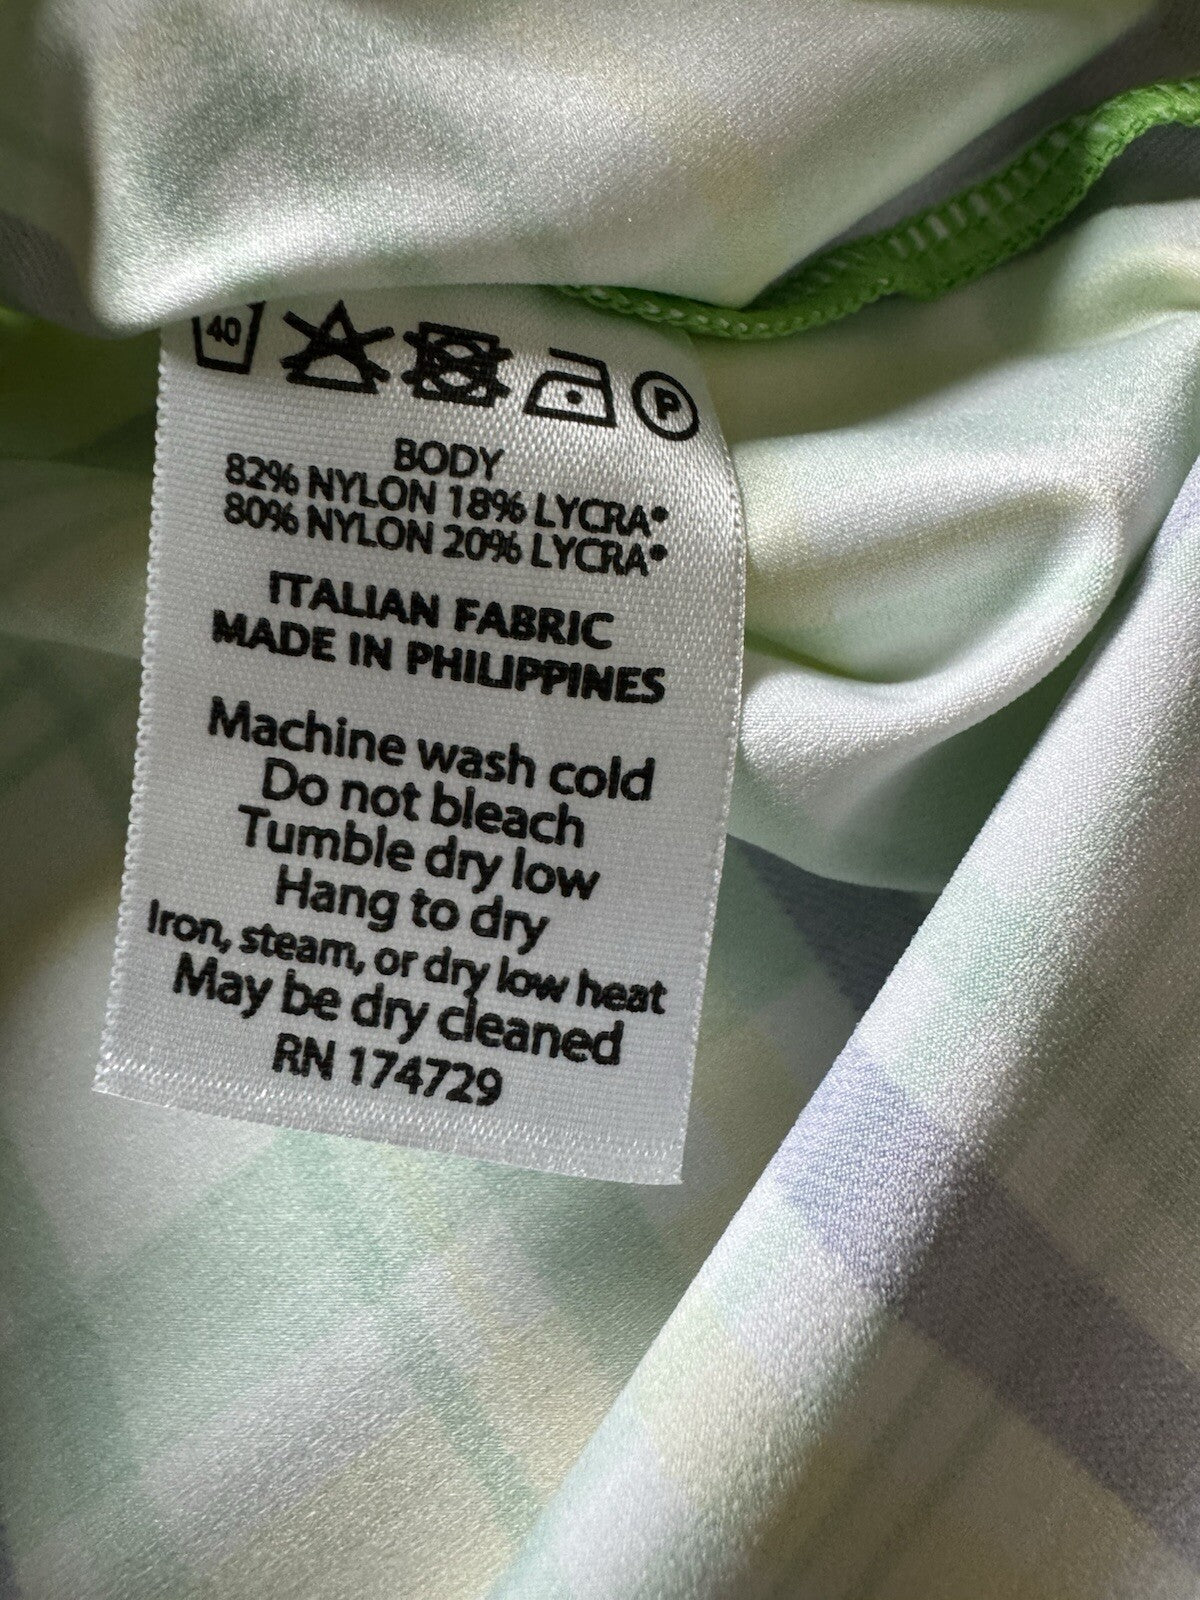 40
P
BODY
82% NYLON 18% LYCRA®
80% NYLON 20% LYCRA®
ITALIAN FABRIC
MADE IN PHILIPPINES
Machine wash cold
Do not bleach
Tumble dry low
Hang to dry
Iron, steam, or dry low heat
May be dry cleaned
RN 174729